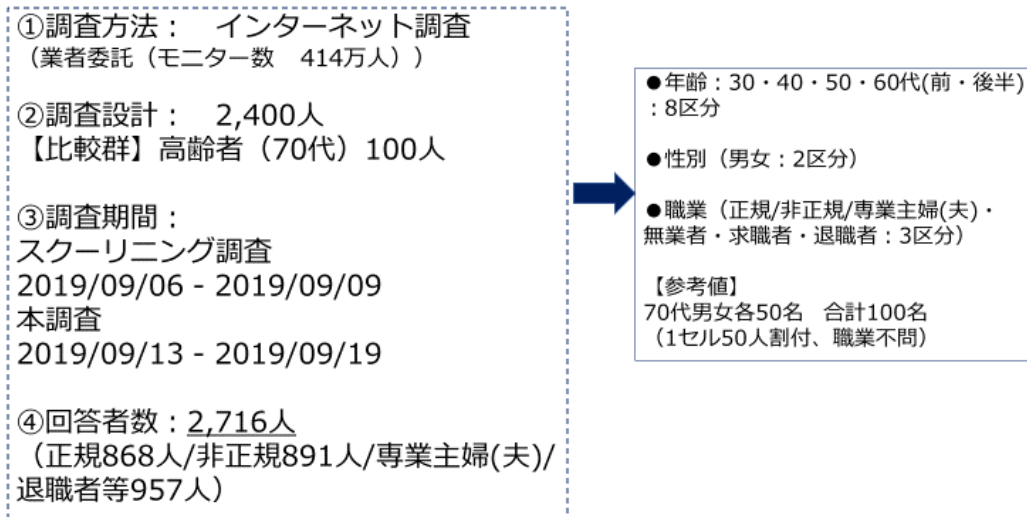 ①調査方法： インターネット調査
（業者委託（モニター数 414万人））
②調査設計： 2,400人
【比較群】高齢者（70代）100人
③調査期間：
スクーリニング調査
2019/09/06 - 2019/09/09
本調査
2019/09/13 - 2019/09/19
④回答者数：2,716人
（正規868人/非正規891人/専業主婦(夫)/
退職者等957人）
●年齢：30・40・50・60代(前・後半)
：8区分
●性別（男女：2区分）
●職業（正規/非正規/専業主婦(夫)・
無業者・求職者・退職者：3区分）
【参考値】
70代男女各50名 合計100名
（1セル50人割付、職業不問）